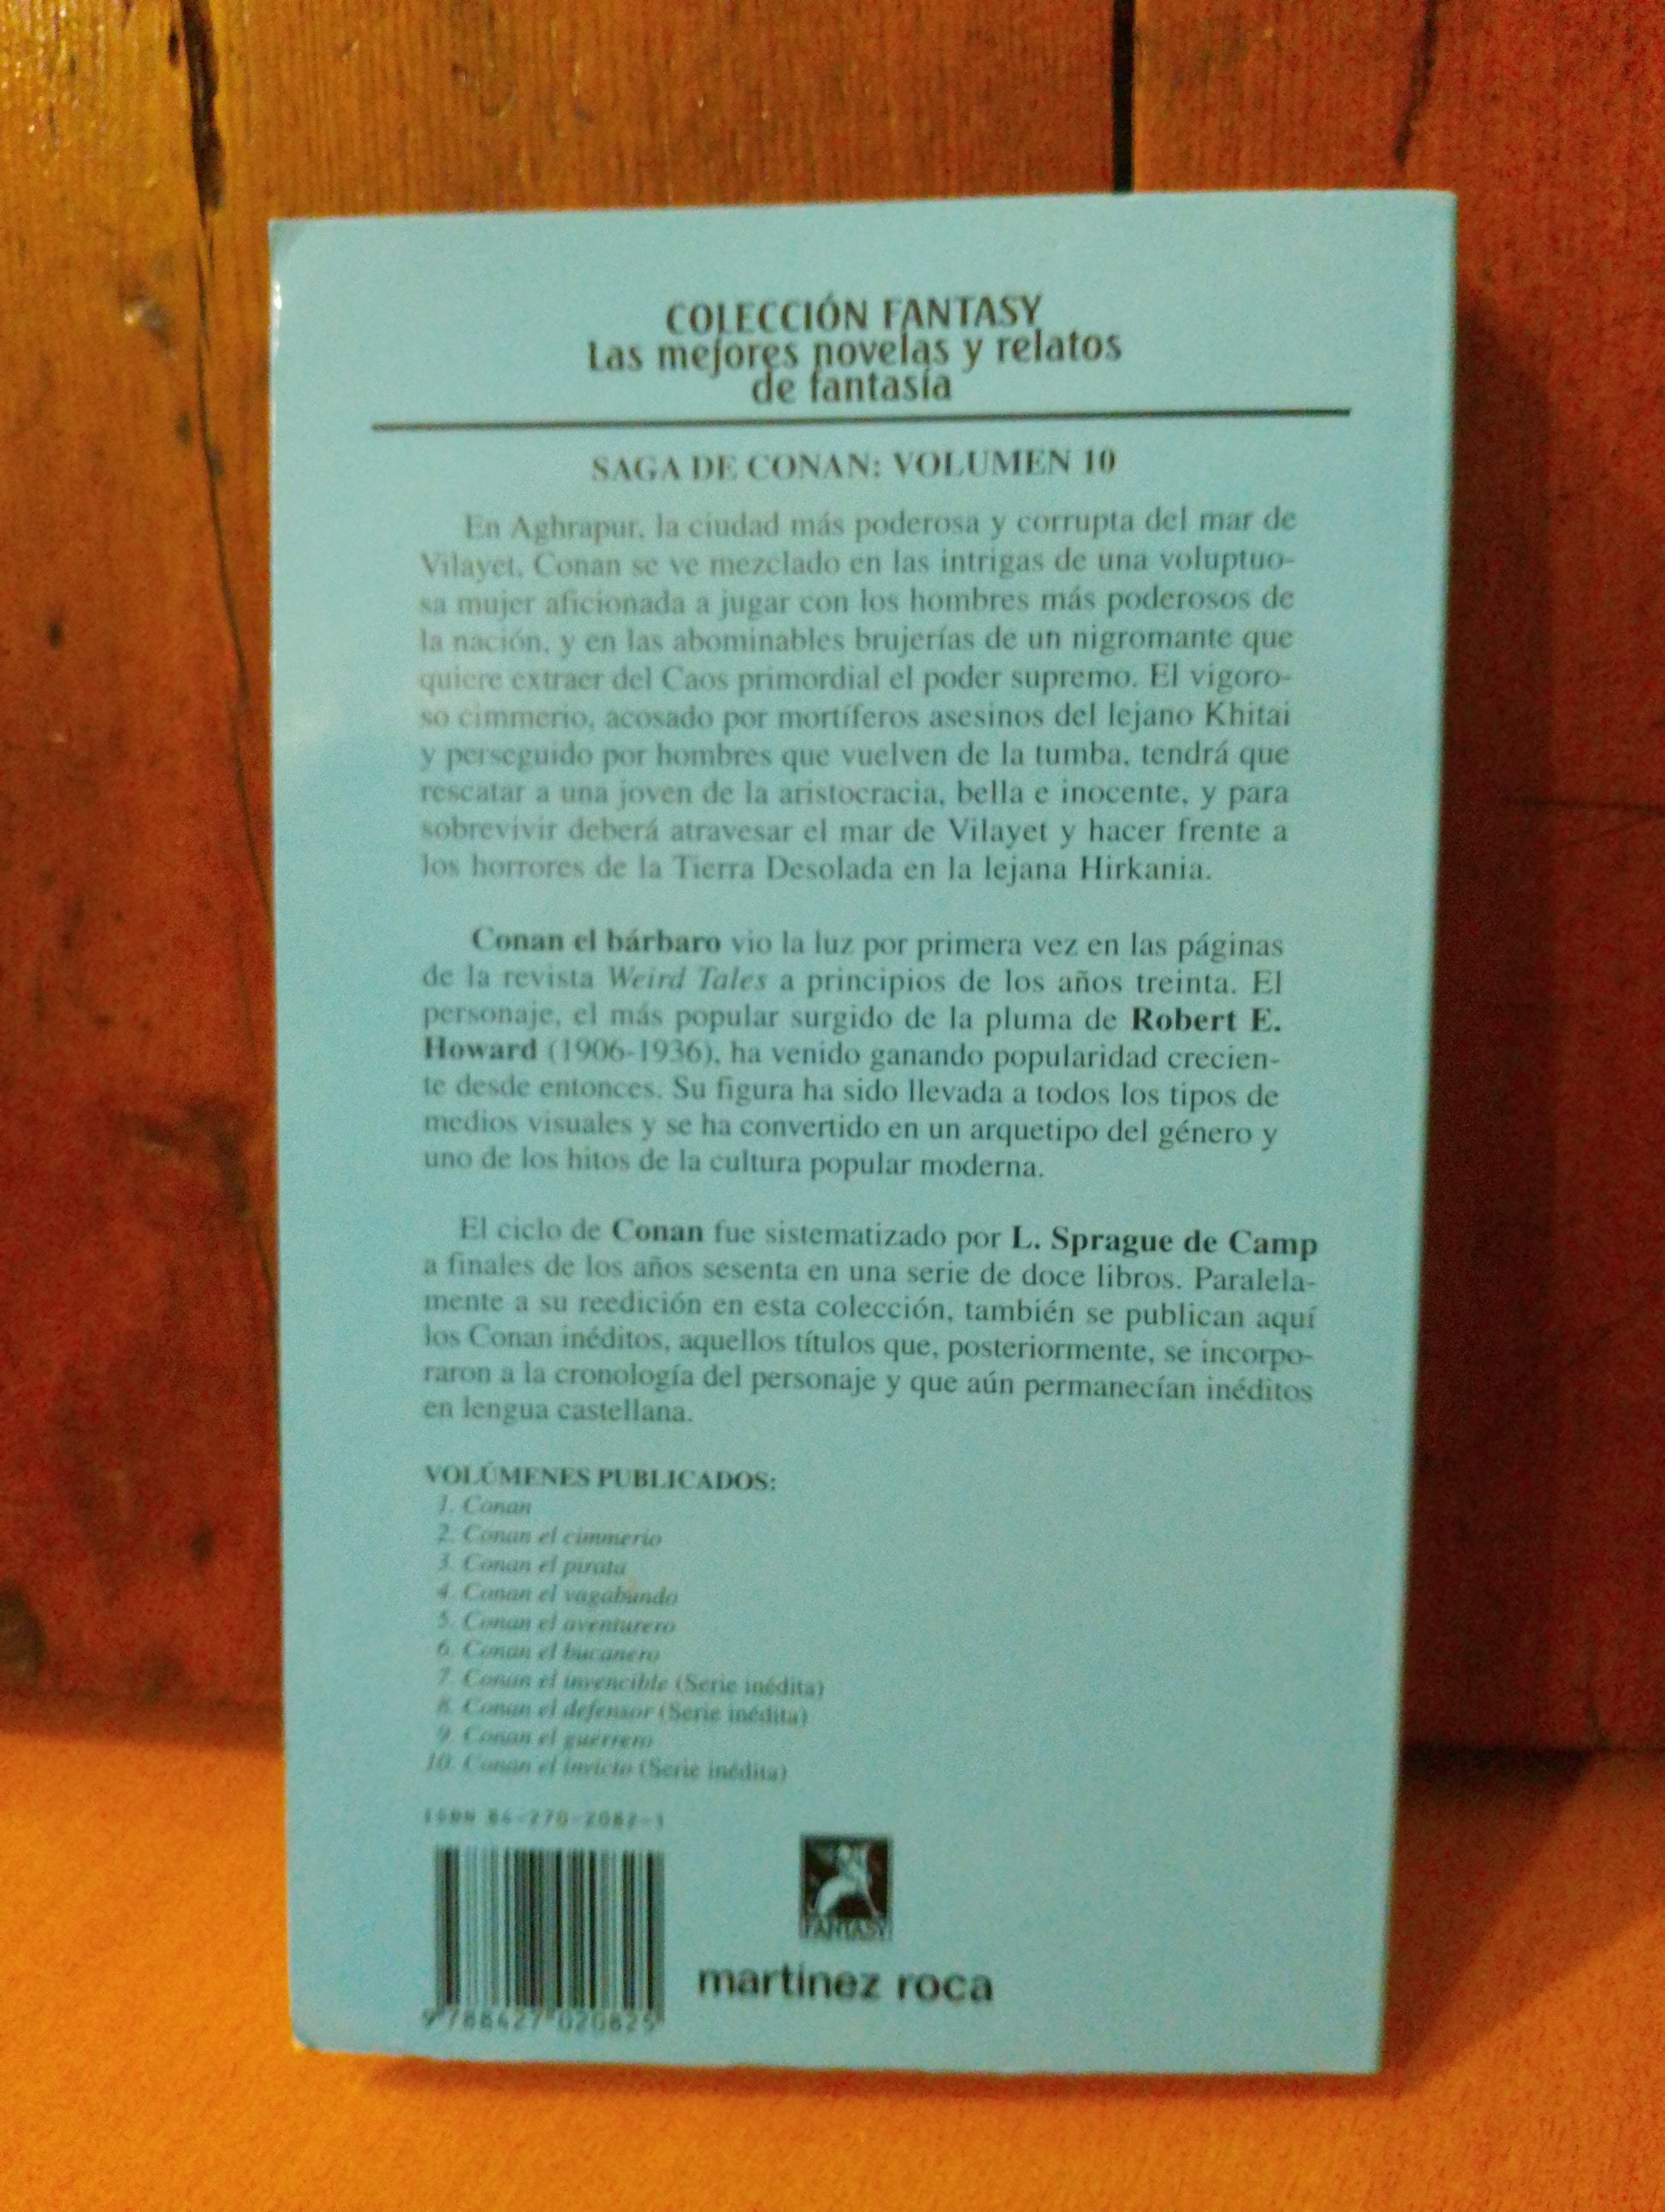 COLECCIÓN FANTASY
Las mejores novelas y relatos
de fantasía
SAGA DE CONAN: VOLUMEN 10
En Aghrapur, la ciudad más poderosa y corrupta del mar de
Vilayet, Conan se ve mezclado en las intrigas de una voluptuo-
sa mujer aficionada a jugar con los hombres más poderosos de
la nación, y en las abominables brujerías de un nigromante que
quiere extraer del Caos primordial el poder supremo. El vigoro-
so cimmerio, acosado por mortíferos asesinos del lejano Khitai
y perseguido por hombres que vuelven de la tumba, tendrá que
rescatar a una joven de la aristocracia, bella e inocente, y para
sobrevivir deberá atravesar el mar de Vilayet y hacer frente a
los horrores de la Tierra Desolada en la lejana Hirkania.
Conan el bárbaro vio la luz por primera vez en las páginas
de la revista Weird Tales a principios de los años treinta. El
personaje, el más popular surgido de la pluma de Robert E.
Howard (1906-1936), ha venido ganando popularidad crecien-
te desde entonces. Su figura ha sido llevada a todos los tipos de
medios visuales y se ha convertido en un arquetipo del género y
uno de los hitos de la cultura popular moderna.
El ciclo de Conan fue sistematizado por L. Sprague de Camp
a finales de los años sesenta en una serie de doce libros. Paralela-
mente a su reedición en esta colección, también se publican aquí
los Conan inéditos, aquellos títulos que, posteriormente, se incorpo-
raron a la cronología del personaje y que aún permanecían inéditos
en lengua castellana.
VOLÚMENES PUBLICADOS:
1. Conan
2. Conan el cimmerio
3. Conan el pirata
4. Conan el vagabundo
5. Conan el aventurero
6. Conan el bucanero
7. Conan el invencible (Serie inédita)
8. Conan el defensor (Serie inédita)
9. Conan el guerrero
10. Conan el invicto (Serie inédita)
ISBN 84-270-2082-1
FANTASY
martínez roca
9 788427 020825